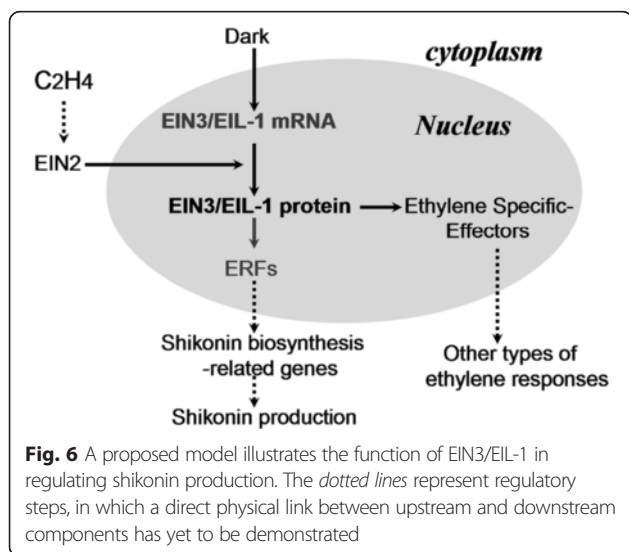 Dark
cytoplasm
C2H4
EIN3/EIL-1 mRNA
Nucleus
EIN2
EIN3/EIL-1 protein
Ethylene Specific-
Effectors
ERFs
Shikonin biosynthesis
-related genes
Other types of
ethylene responses
Shikonin production
Fig. 6 A proposed model illustrates the function of EIN3/EIL-1 in
regulating shikonin production. The dotted lines represent regulatory
steps, in which a direct physical link between upstream and downstream
components has yet to be demonstrated